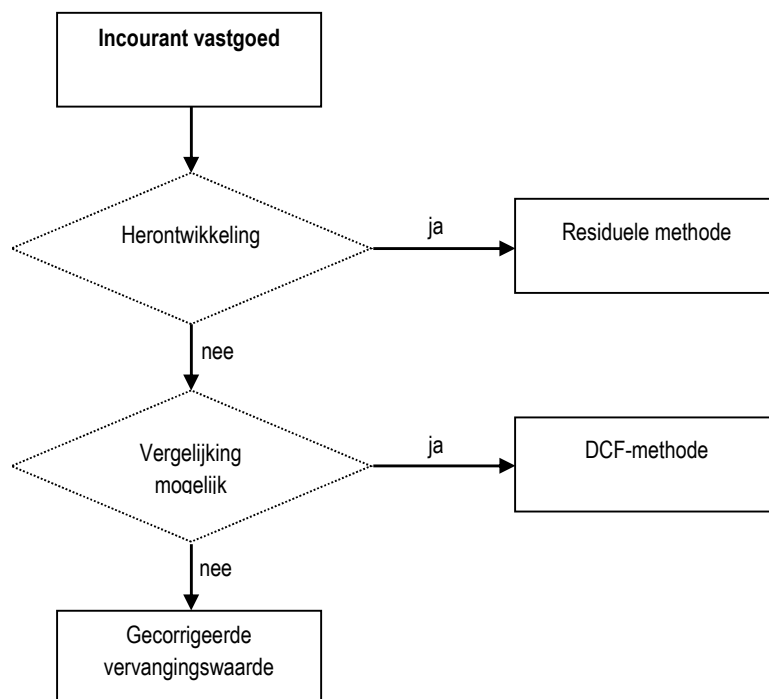 Incourant vastgoed
Herontwikkeling
ja
Residuele methode
nee
Vergelijking
mogelijk
ja
DCF-methode
nee
Gecorrigeerde
vervangingswaarde